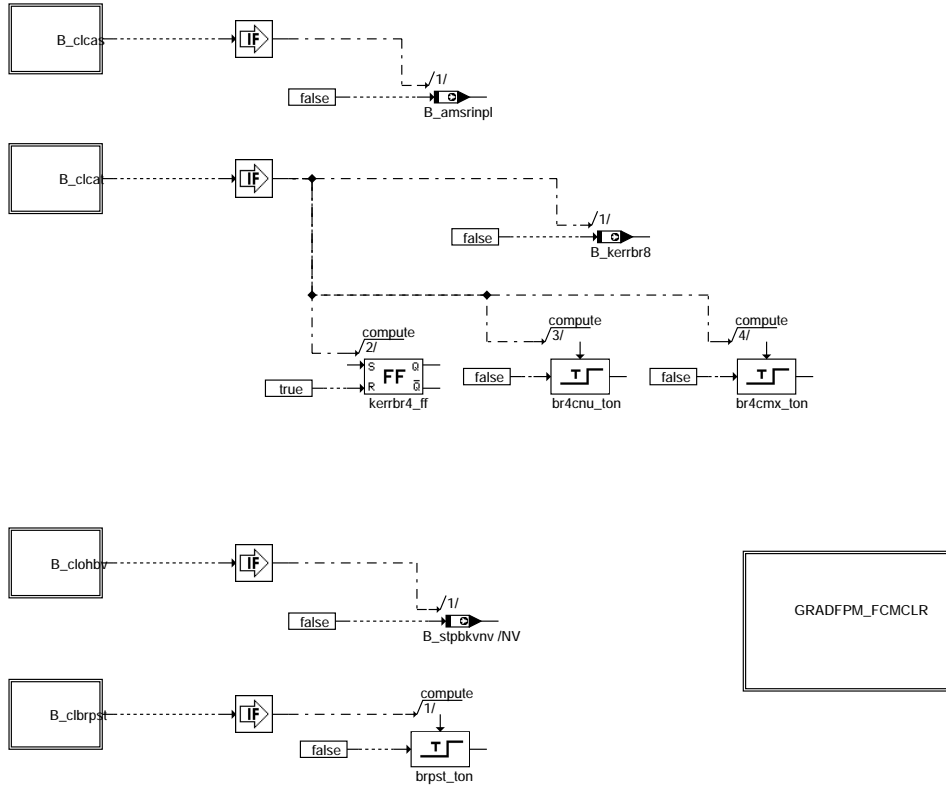 B_clcas
IF
/1/
false
B_amsrinpl
B_clcat
IF
/1/
false
B_kerrbr8
compute
2/
S Q
FF
true
R Q
kerrbr4_ff
compute
3/
false
T
br4cnu_ton
compute
4/
false
T
br4cmx_ton
B_clohbv
IF
/1/
false
B_stpbkvnv /NV
GRADFPM_FCMCLR
B_clbrpst
IF
compute
1/
false
T
brpst_ton